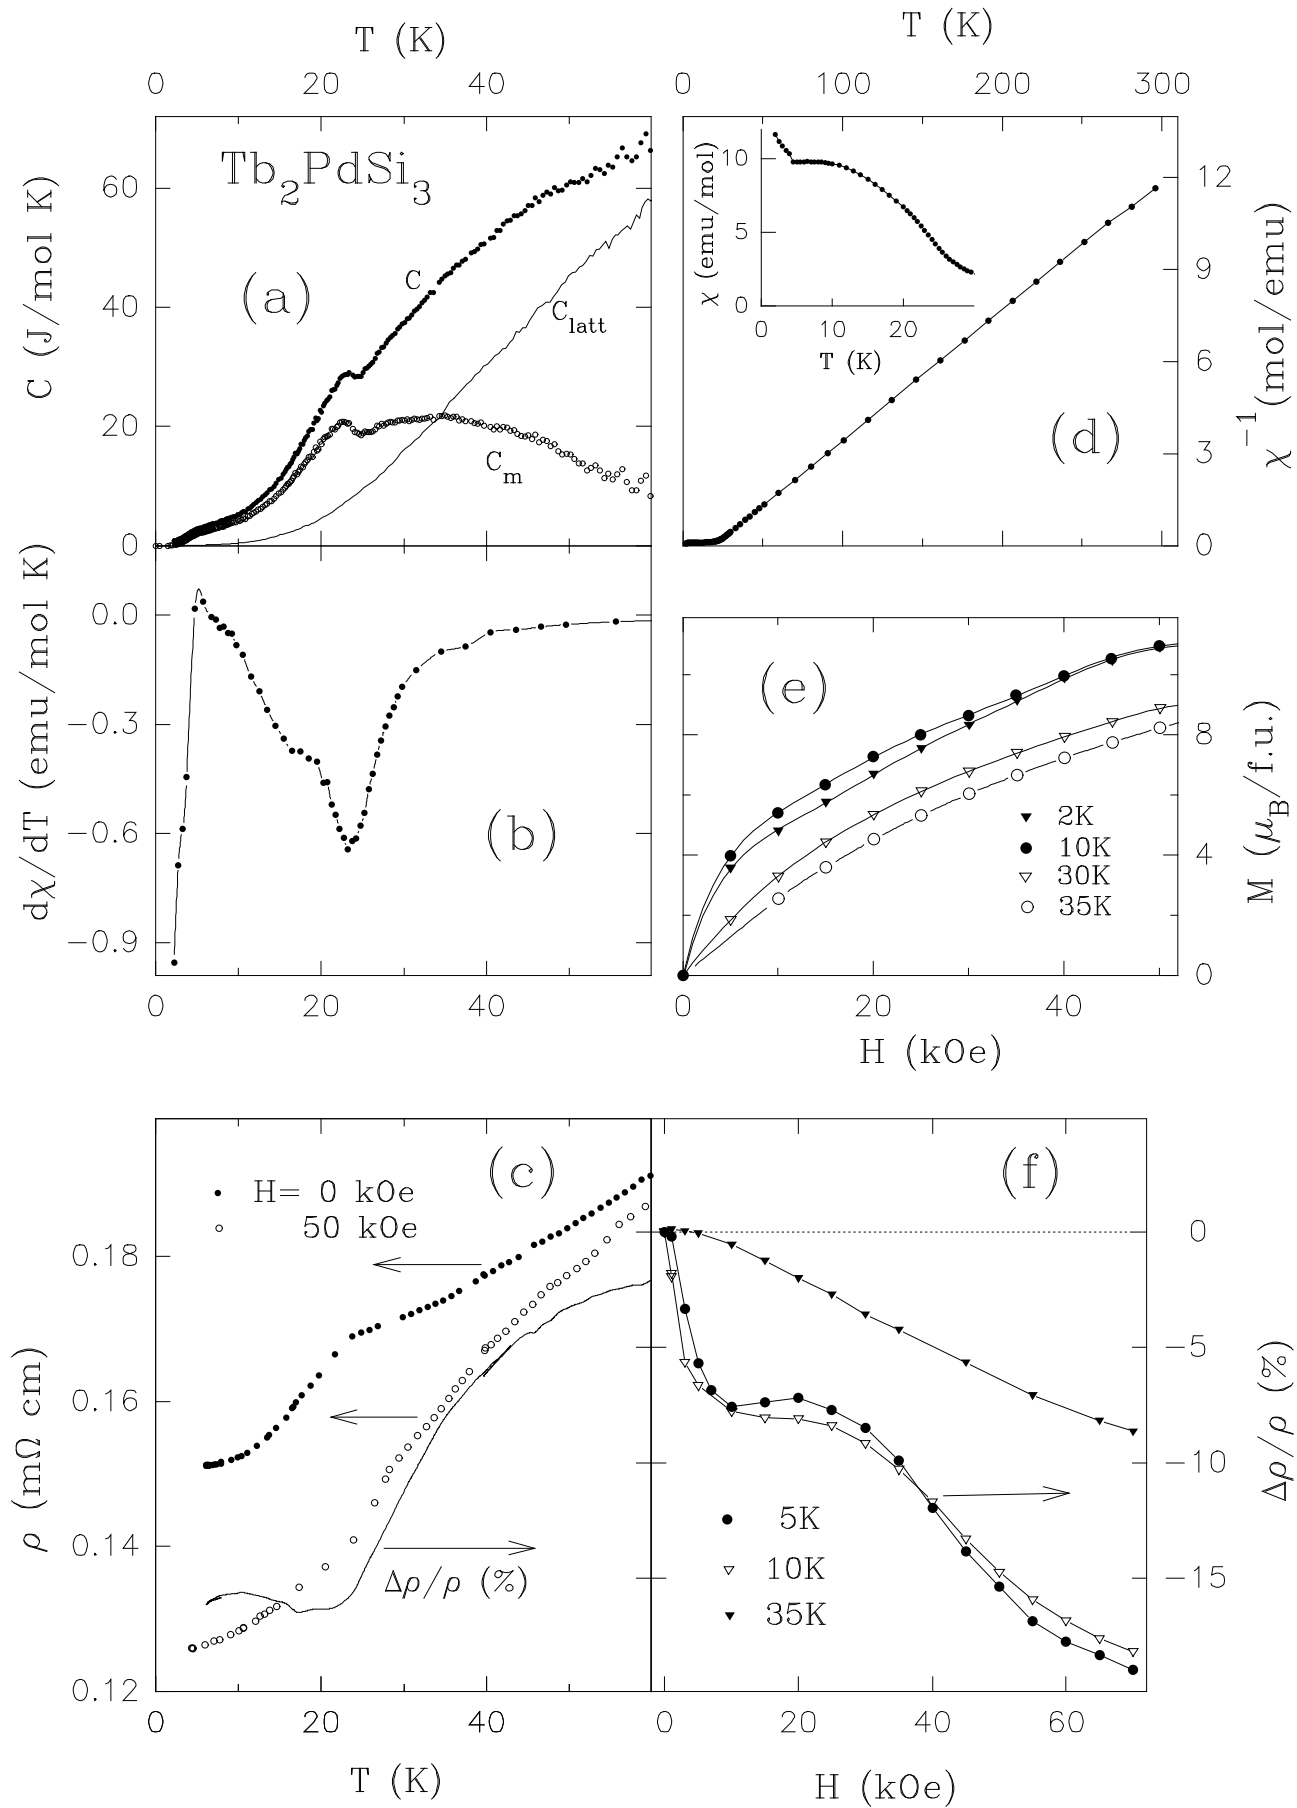 T (K)
0 20 40
Tb2PdSi3
C (J/mol K)
60
40
20
0
(a)
C
Clatt
Cm
dχ/dT (emu/mol K)
0.0
−0.3
−0.6
−0.9
(b)
0 20 40
T (K)
0 100 200 300
χ (emu/mol)
10
5
0
0 10 20
T (K)
(d)
12
9
6
3
0
χ−1(mol/emu)
(e)
2K
10K
30K
35K
8
4
0
M (μB/f.u.)
0 20 40
H (kOe)
(c)
H= 0 kOe
50 kOe
ρ (mΩ cm)
0.18
0.16
0.14
0.12
Δρ/ρ (%)
0 20 40
T (K)
(f)
0
−5
−10
−15
Δρ/ρ (%)
5K
10K
35K
0 20 40 60
H (kOe)